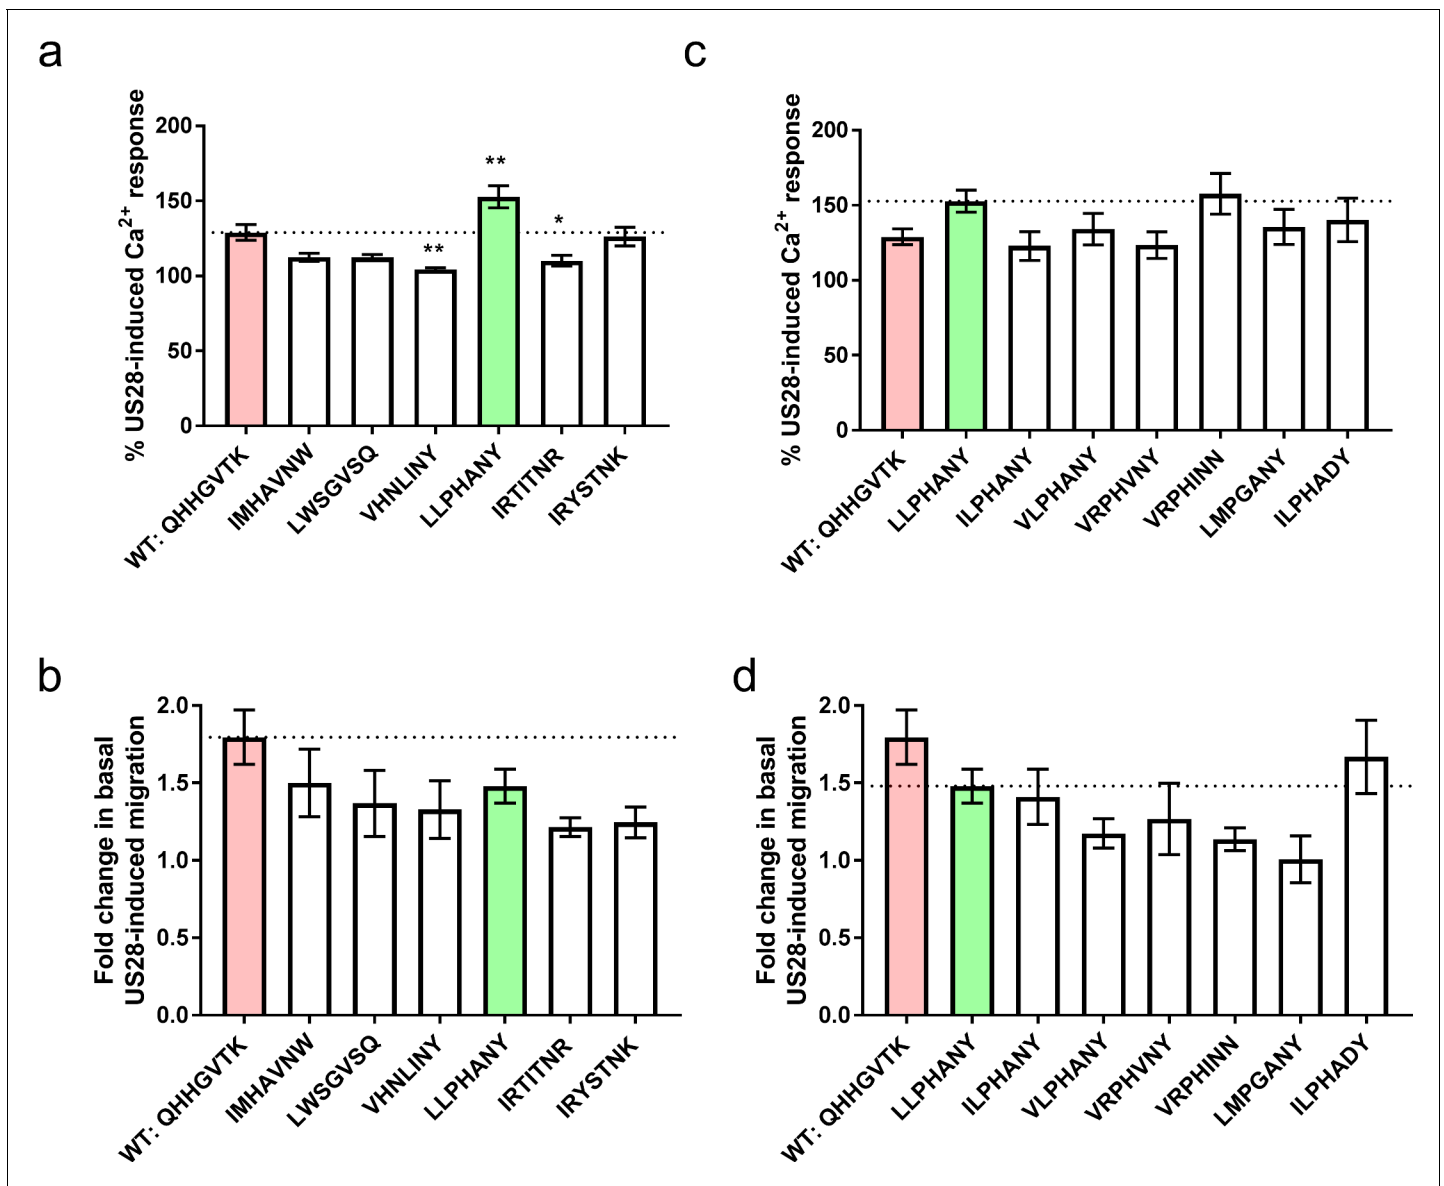 a
% US28-induced Ca2+ response
200
150
100
50
0
**
**
*
WT: QHHGVTK
IMHAVNW
LWSGVSQ
VHNLINY
LLPHANY
IRTITNR
IRYSTNK
c
% US28-induced Ca2+ response
200
150
100
50
0
WT: QHHGVTK
LLPHANY
ILPHANY
VLPHANY
VRPHVNY
VRPHINN
LMPGANY
ILPHADY
b
Fold change in basal
US28-induced migration
2.0
1.5
1.0
0.5
0.0
WT: QHHGVTK
IMHAVNW
LWSGVSQ
VHNLINY
LLPHANY
IRTITNR
IRYSTNK
d
Fold change in basal
US28-induced migration
2.0
1.5
1.0
0.5
0.0
WT: QHHGVTK
LLPHANY
ILPHANY
VLPHANY
VRPHVNY
VRPHINN
LMPGANY
ILPHADY